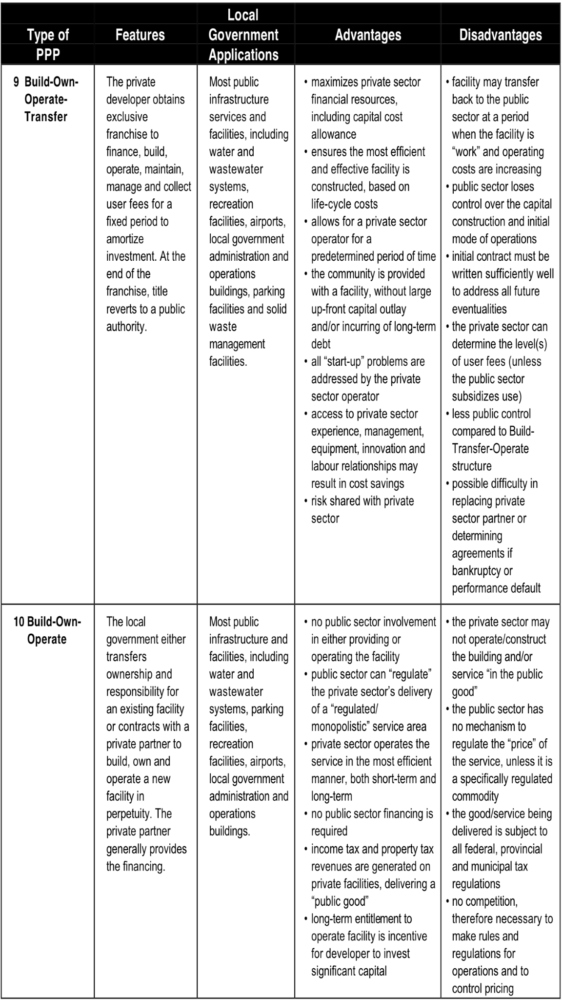 Type of
PPP
Features
Local
Government
Applications
Advantages
Disadvantages
9 Build-Own-
Operate-
Transfer
The private
developer obtains
exclusive
franchise to
finance, build,
operate, maintain,
manage and collect
user fees for a
fixed period to
amortize
investment. At the
end of the
franchise, title
reverts to a public
authority.
Most public
infrastructure
services and
facilities, including
water and
wastewater
systems,
recreation
facilities, airports,
local government
administration and
operations
buildings, parking
facilities and solid
waste
management
facilities.
• maximizes private sector
financial resources,
including capital cost
allowance
• ensures the most efficient
and effective facility is
constructed, based on
life-cycle costs
• allows for a private sector
operator for a
predetermined period of time
• the community is provided
with a facility, without large
up-front capital outlay
and/or incurring of long-term
debt
• all “start-up” problems are
addressed by the private
sector operator
• access to private sector
experience, management,
equipment, innovation and
labour relationships may
result in cost savings
• risk shared with private
sector
• facility may transfer
back to the public
sector at a period
when the facility is
“work” and operating
costs are increasing
• public sector loses
control over the capital
construction and initial
mode of operations
• initial contract must be
written sufficiently well
to address all future
eventualities
• the private sector can
determine the level(s)
of user fees (unless
the public sector
subsidizes use)
• less public control
compared to Build-
Transfer-Operate
structure
• possible difficulty in
replacing private
sector partner or
determining
agreements if
bankruptcy or
performance default
10 Build-Own-
Operate
The local
government either
transfers
ownership and
responsibility for
an existing facility
or contracts with a
private partner to
build, own and
operate a new
facility in
perpetuity. The
private partner
generally provides
the financing.
Most public
infrastructure and
facilities, including
water and
wastewater
systems, parking
facilities,
recreation
facilities, airports,
local government
administration and
operations
buildings.
• no public sector involvement
in either providing or
operating the facility
• public sector can “regulate”
the private sector’s delivery
of a “regulated/
monopolistic” service area
• private sector operates the
service in the most efficient
manner, both short-term and
long-term
• no public sector financing is
required
• income tax and property tax
revenues are generated on
private facilities, delivering a
“public good”
• long-term entitlement to
operate facility is incentive
for developer to invest
significant capital
• the private sector may
not operate/construct
the building and/or
service “in the public
good”
• the public sector has
no mechanism to
regulate the “price” of
the service, unless it is
a specifically regulated
commodity
• the good/service being
delivered is subject to
all federal, provincial
and municipal tax
regulations
• no competition,
therefore necessary to
make rules and
regulations for
operations and to
control pricing